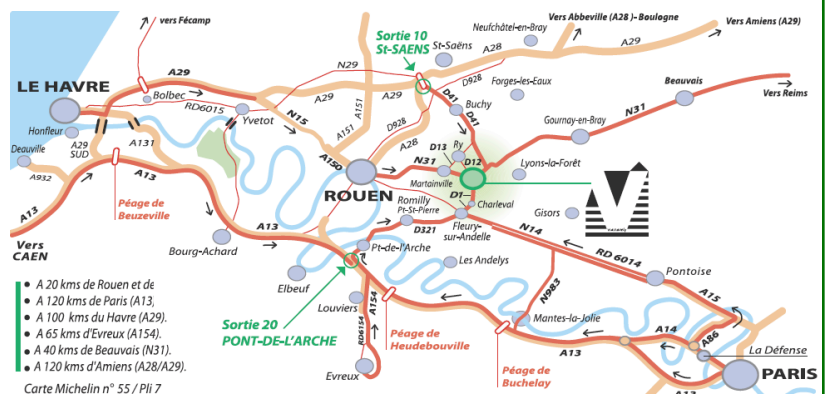 vers Fécamp
Vers Abbeville (A28) - Boulogne
Vers Amiens (A29)
Neufchâtel-en-Bray
Sortie 10
St-SAENS
St-Saëns
A28
A29
A29
N29
D928
LE HAVRE
Bolbec
RD6015
Yvetot
A29
A29
A151
A151
D928
A28
D41
Buchy
D41
Forges-les-Eaux
Beauvais
Vers Reims
N31
Gournay-en-Bray
Honfleur
Deauville
A29
SUD
A131
N15
A150
D13
Ry
D12
N31
Martainville
Lyons-la-Forêt
A932
A13
A13
Péage de
Beuzeville
ROUEN
Romilly
Pt-St-Pierre
D1
Charleval
Gisors
VASCOEUIL
Vers
CAEN
Bourg-Achard
A13
D321
Fleury-
sur-Andelle
N14
RD 6014
Pt-de-l'Arche
Les Andelys
Pontoise
Elbeuf
Louviers
A154
N983
A15
Sortie 20
PONT-DE-L'ARCHE
RD6154
Péage de
Heudebouville
Mantes-la-Jolie
A14
A86
La Défense
A13
Péage de
Buchelay
Evreux
PARIS
A13
• A 20 kms de Rouen et de
• A 120 kms de Paris (A13,
• A 100 kms du Havre (A29).
• A 65 kms d'Evreux (A154).
• A 40 kms de Beauvais (N31).
• A 120 kms d'Amiens (A28/A29).
Carte Michelin n° 55 / Pli 7